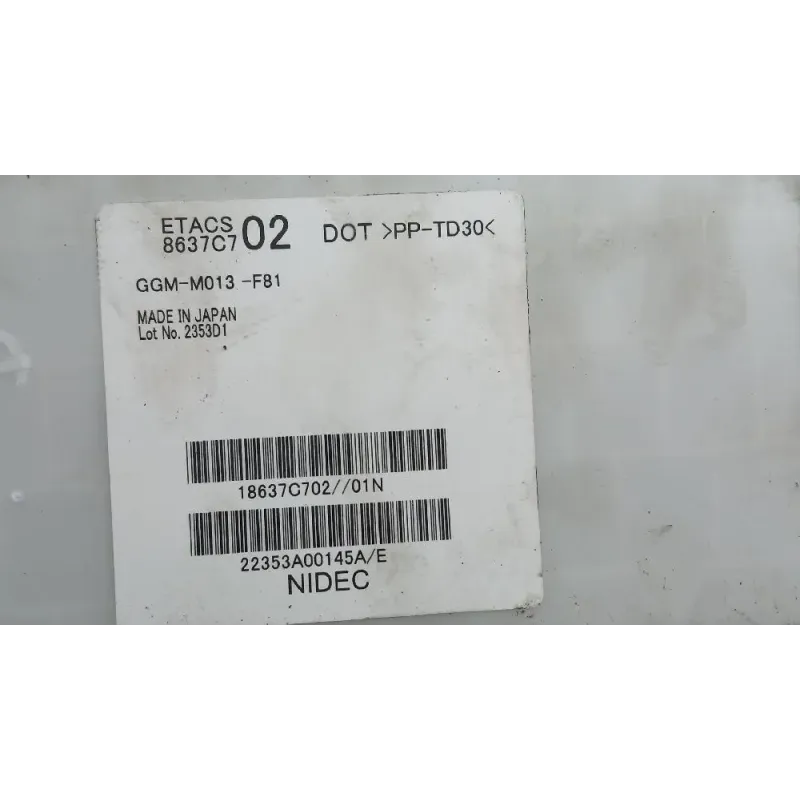 ETACS
8637C702 DOT >PP-TD30<
GGM-M013 -F81
MADE IN JAPAN
Lot No. 2353D1
18637C702//01N
22353A00145A/E
NIDEC